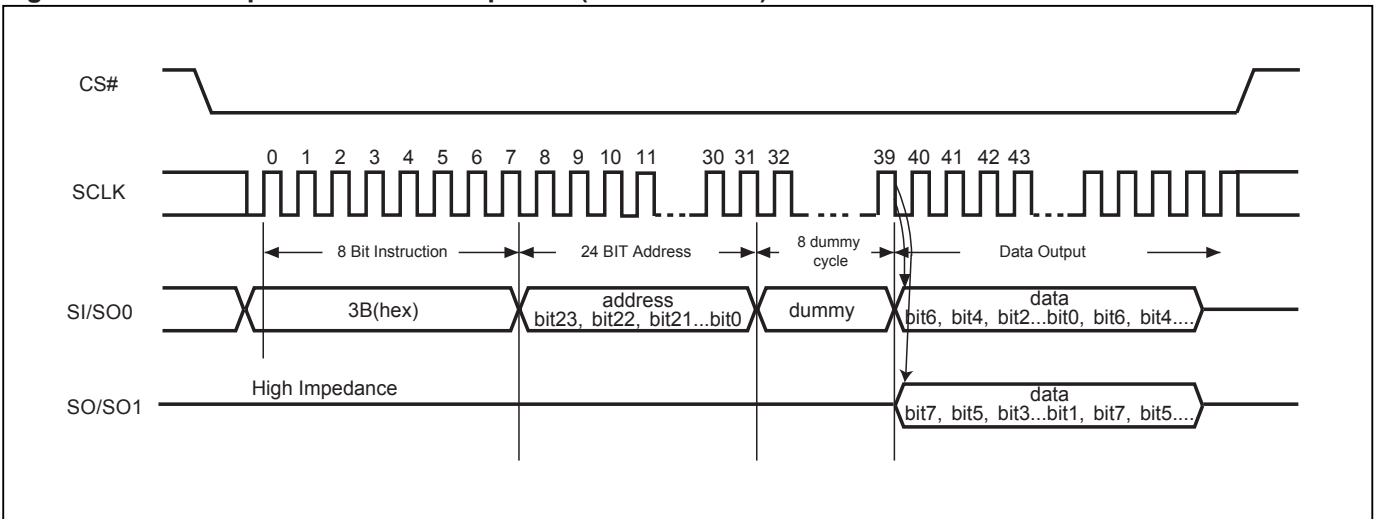 CS#
0 1 2 3 4 5 6 7 8 9 10 11 30 31 32 39 40 41 42 43
SCLK
8 Bit Instruction 24 BIT Address 8 dummy cycle Data Output
SI/SO0
3B(hex)
address
bit23, bit22, bit21...bit0
dummy
data
bit6, bit4, bit2...bit0, bit6, bit4....
High Impedance
SO/SO1
data
bit7, bit5, bit3...bit1, bit7, bit5....